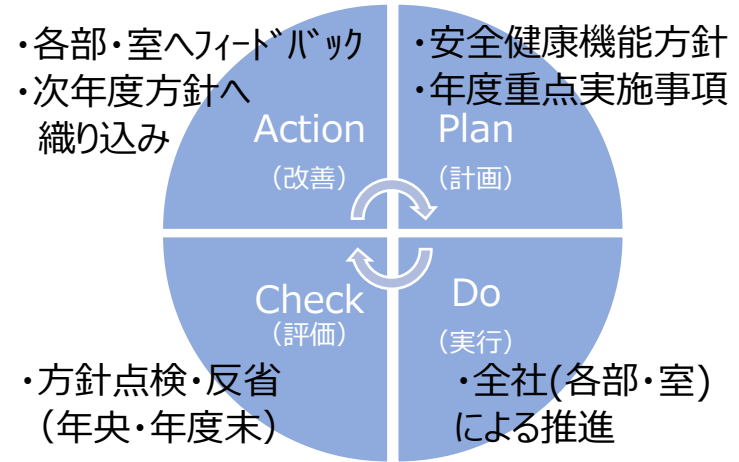 ・各部・室へﾌｨｰﾄﾞﾊﾞｯｸ
・次年度方針へ
織り込み
Action
（改善）
・安全健康機能方針
・年度重点実施事項
Plan
（計画）
Check
（評価）
・方針点検・反省
（年央・年度末）
Do
（実行）
・全社(各部・室)
による推進